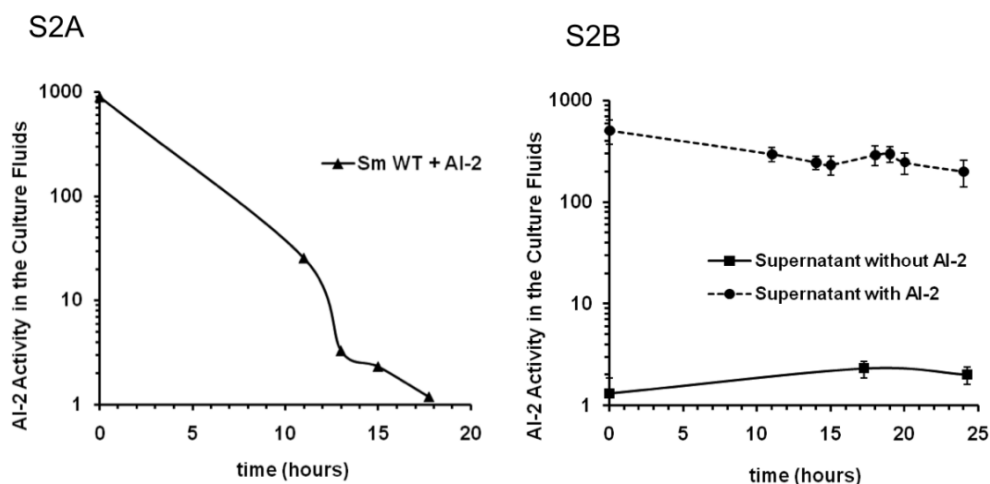 S2A
AI-2 Activity in the Culture Fluids
1000
100
10
1
Sm WT + AI-2
0
5
10
15
20
time (hours)
S2B
AI-2 Activity in the Culture Fluids
1000
100
10
1
Supernatant without AI-2
Supernatant with AI-2
0
5
10
15
20
25
time (hours)